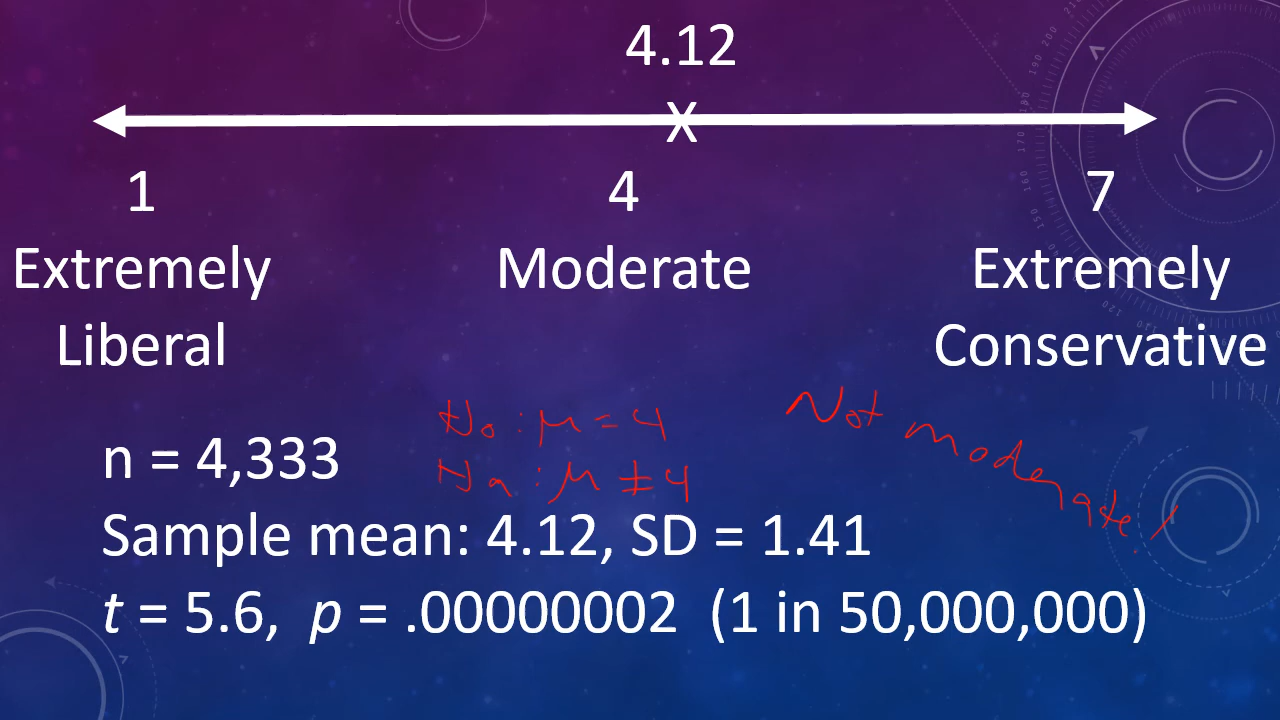 4.12
X
1 4 7
Extremely Moderate Extremely
Liberal Conservative
H₀: μ = 4
Not moderate!
n = 4,333
Hₐ: μ ≠ 4
Sample mean: 4.12, SD = 1.41
t = 5.6, p = .00000002 (1 in 50,000,000)